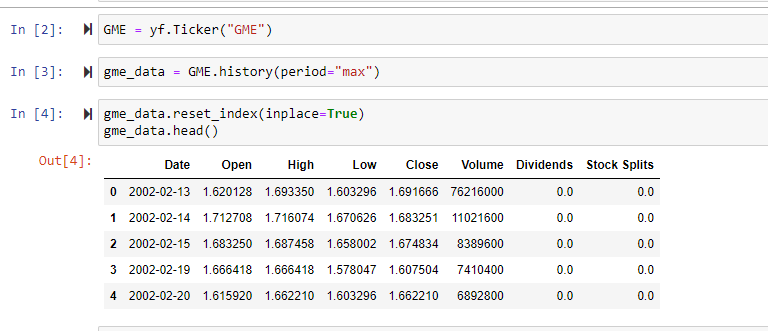 In [2]: GME = yf.Ticker("GME")
In [3]: gme_data = GME.history(period="max")
In [4]: gme_data.reset_index(inplace=True)
gme_data.head()
Out[4]:
Date Open High Low Close Volume Dividends Stock Splits
0 2002-02-13 1.620128 1.693350 1.603296 1.691666 76216000 0.0 0.0
1 2002-02-14 1.712708 1.716074 1.670626 1.683251 11021600 0.0 0.0
2 2002-02-15 1.683250 1.687458 1.658002 1.674834 8389600 0.0 0.0
3 2002-02-19 1.666418 1.666418 1.578047 1.607504 7410400 0.0 0.0
4 2002-02-20 1.615920 1.662210 1.603296 1.662210 6892800 0.0 0.0